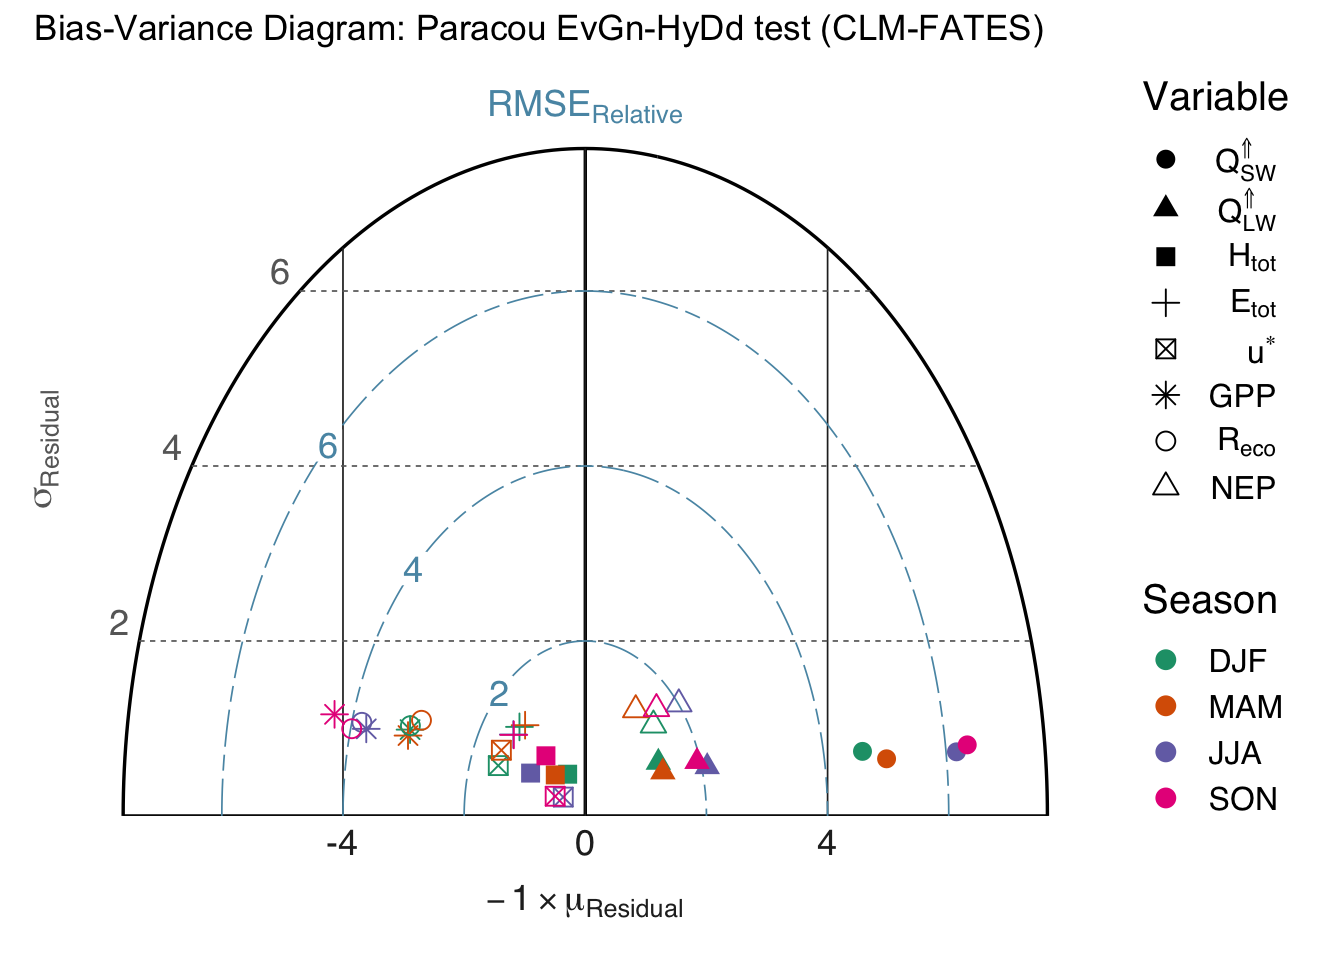 Bias-Variance Diagram: Paracou EvGn-HyDd test (CLM-FATES)
RMSE_Relative
σ_Residual
6
4
2
6
4
2
-4 0 4
− 1 × μ_Residual
Variable
Q_SW^⇑
Q_LW^⇑
H_tot
E_tot
u*
GPP
R_eco
NEP
Season
DJF
MAM
JJA
SON